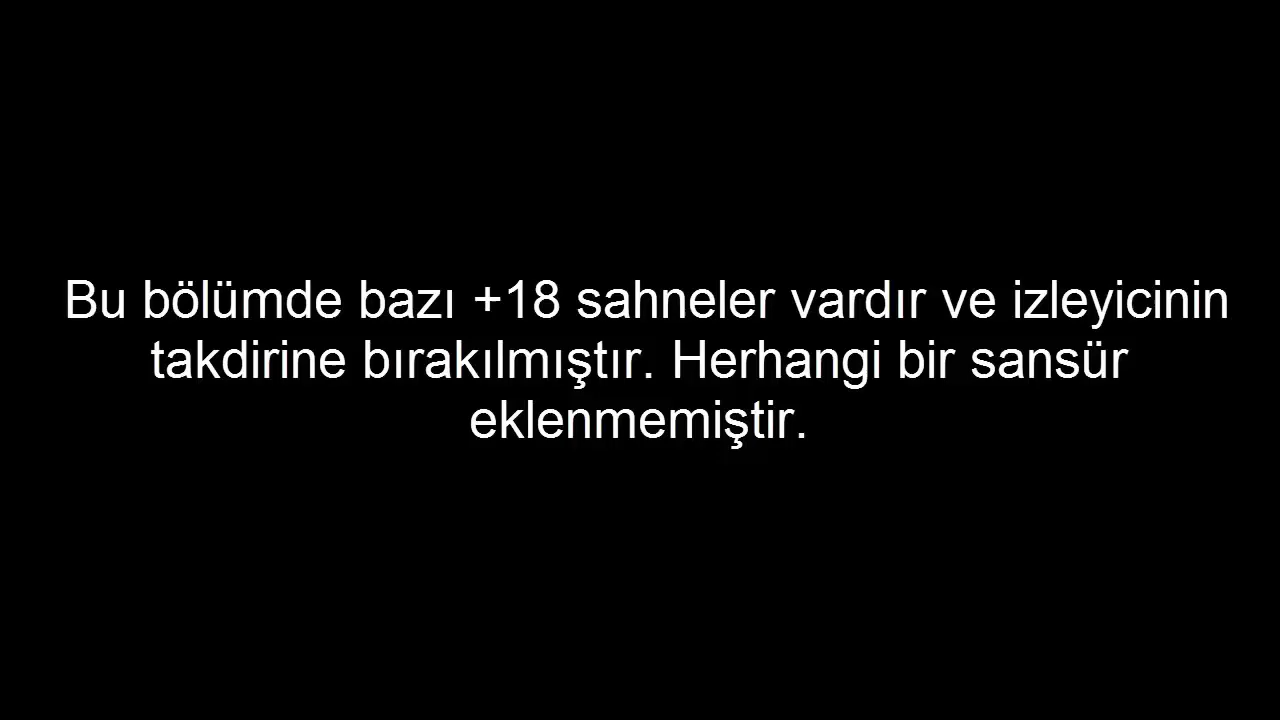 Bu bölümde bazı +18 sahneler vardır ve izleyicinin
takdirine bırakılmıştır. Herhangi bir sansür
eklenmemiştir.